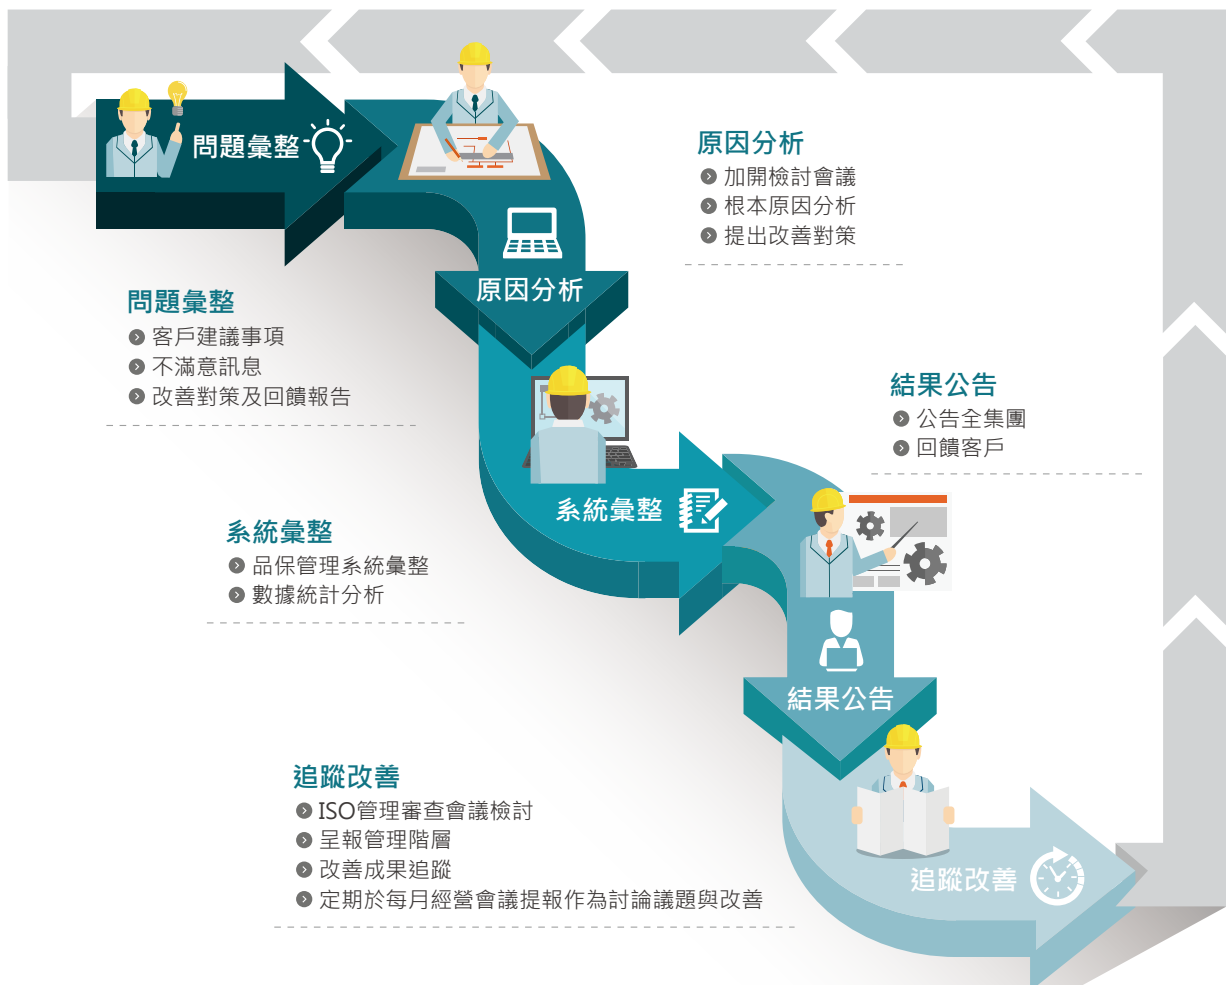 問題彙整
原因分析
加開檢討會議
根本原因分析
提出改善對策
原因分析
問題彙整
客戶建議事項
不滿意訊息
改善對策及回饋報告
結果公告
公告全集團
回饋客戶
系統彙整
系統彙整
品保管理系統彙整
數據統計分析
結果公告
追蹤改善
ISO管理審查會議檢討
呈報管理階層
改善成果追蹤
定期於每月經營會議提報作為討論議題與改善
追蹤改善